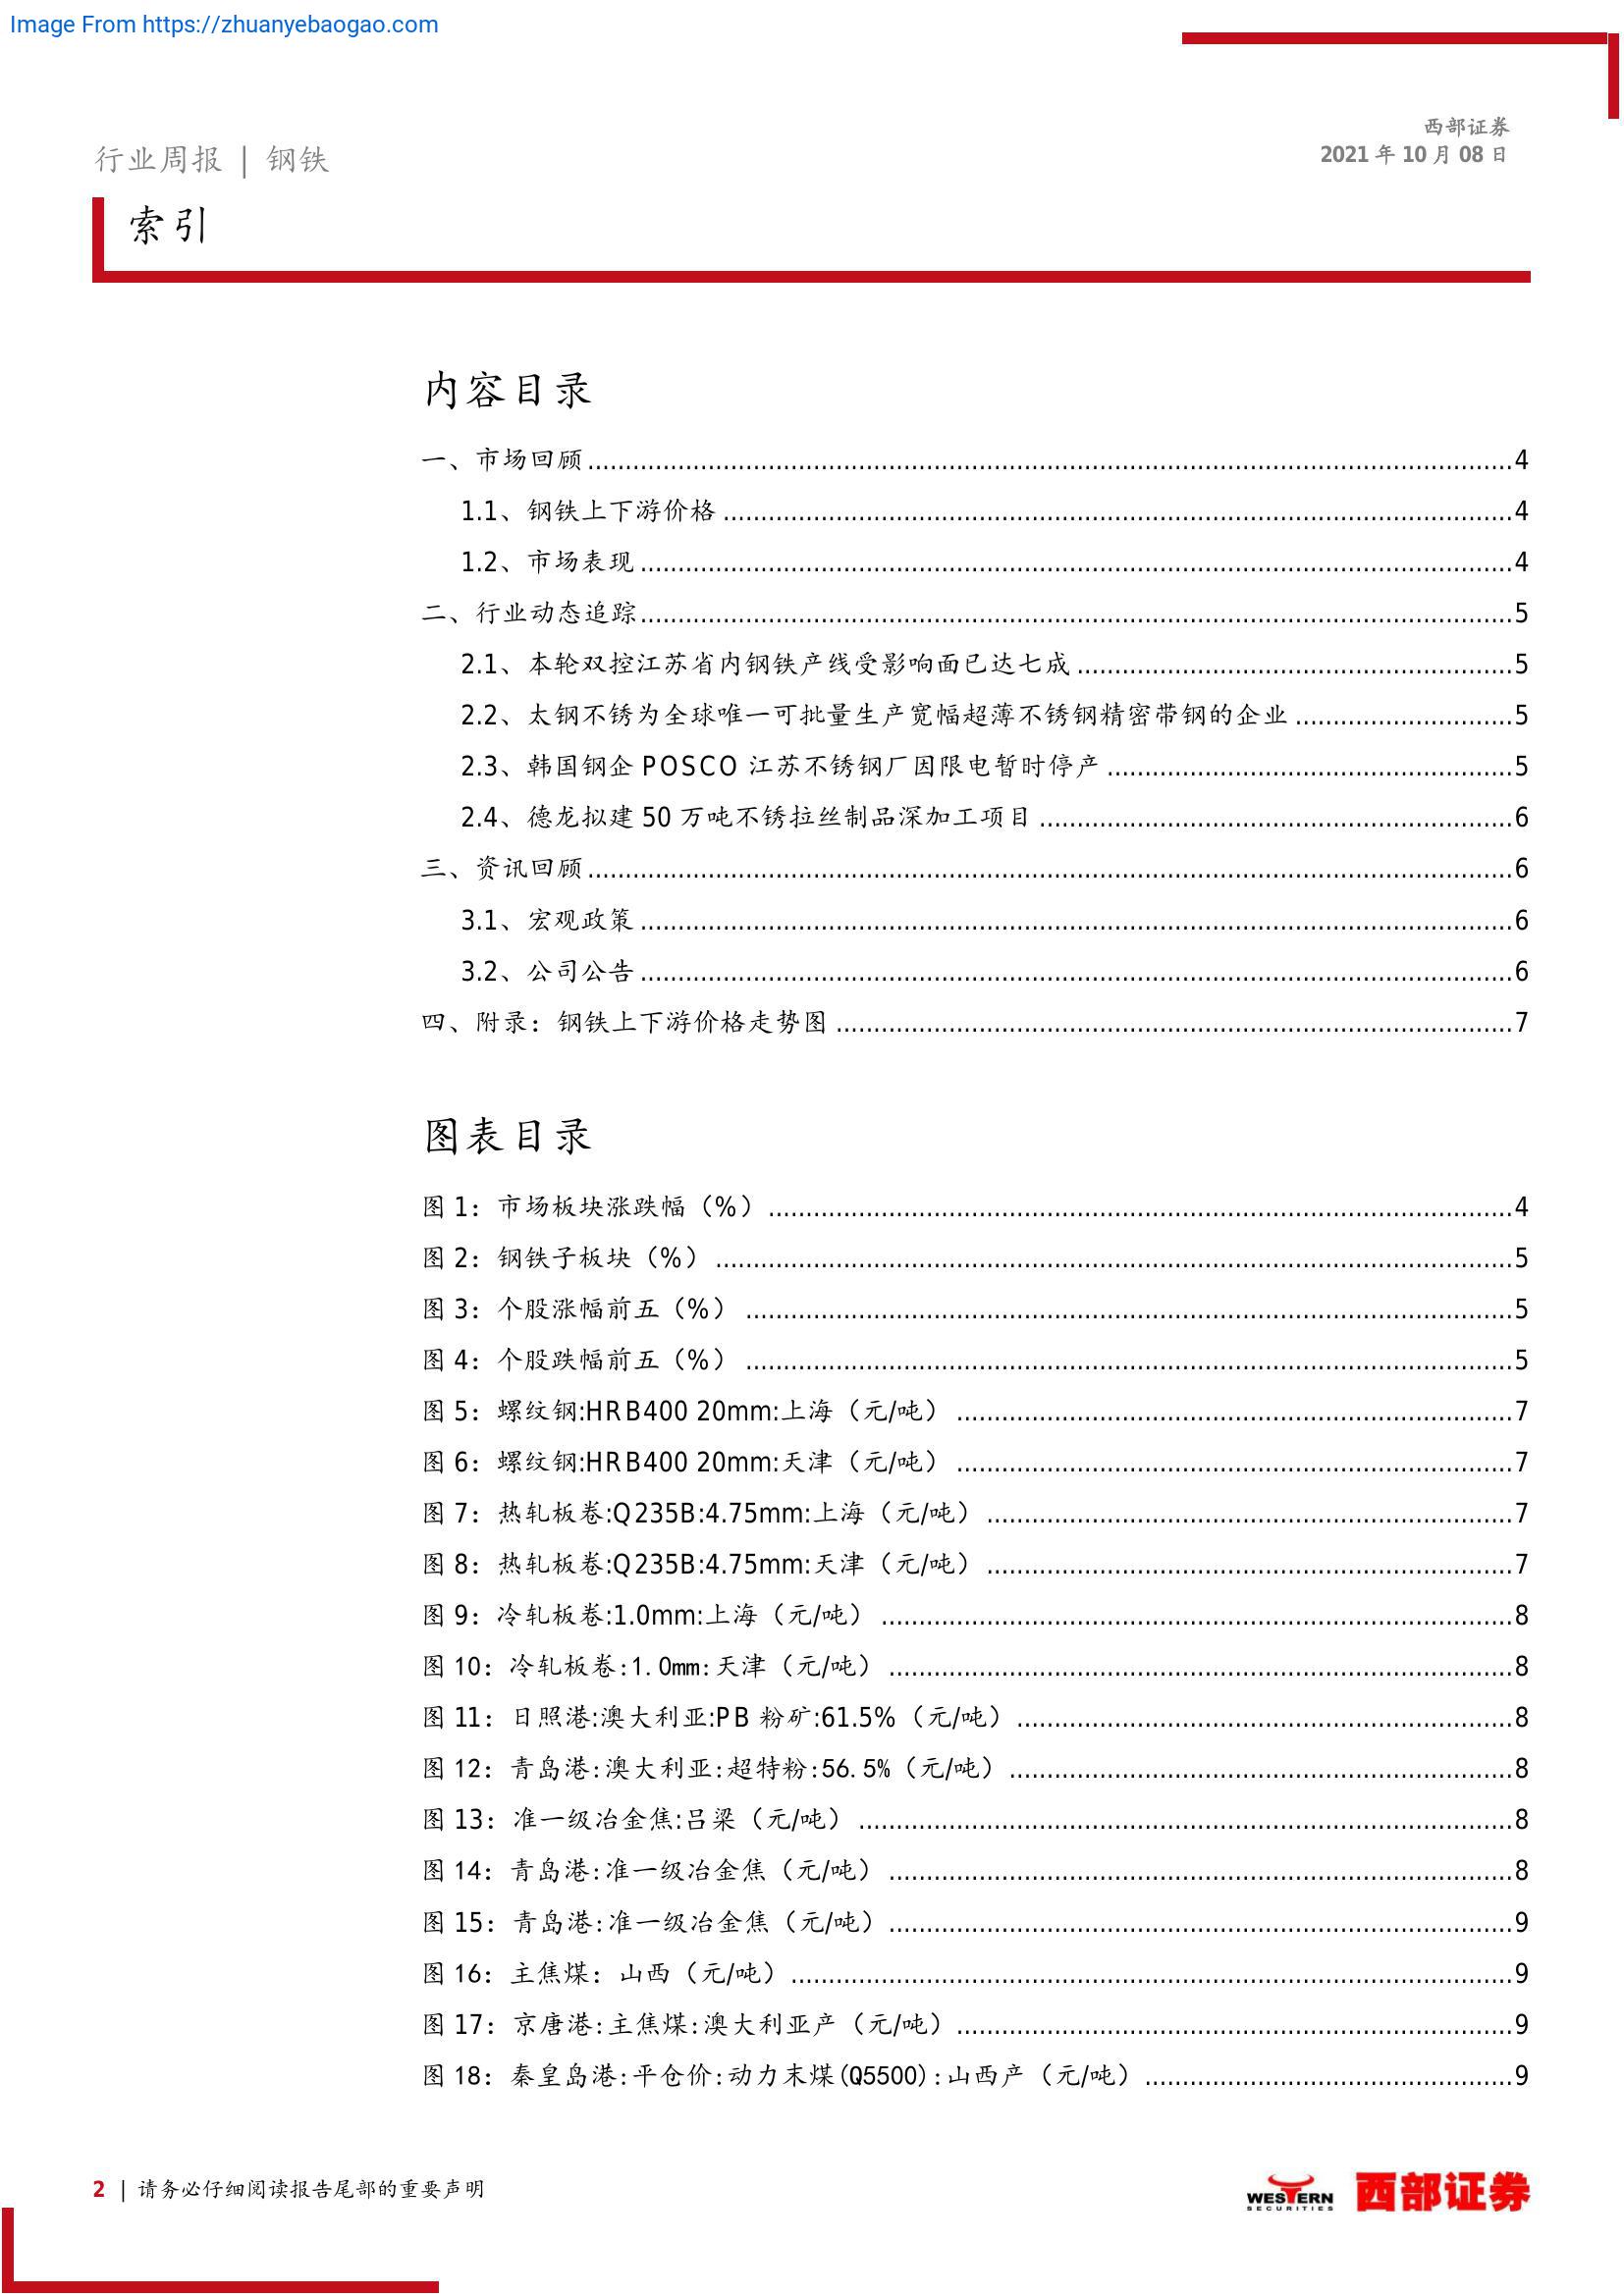 Image From https://zhuanyebaogao.com
西部证券
2021 年 10 月 08 日
行业周报 | 钢铁
索引
内容目录
一、市场回顾 4
1.1、钢铁上下游价格 4
1.2、市场表现 4
二、行业动态追踪 5
2.1、本轮双控江苏省内钢铁产线受影响面已达七成 5
2.2、太钢不锈为全球唯一可批量生产宽幅超薄不锈钢精密带钢的企业 5
2.3、韩国钢企 POSCO 江苏不锈钢厂因限电暂时停产 5
2.4、德龙拟建 50 万吨不锈拉丝制品深加工项目 6
三、资讯回顾 6
3.1、宏观政策 6
3.2、公司公告 6
四、附录：钢铁上下游价格走势图 7
图表目录
图 1：市场板块涨跌幅（%） 4
图 2：钢铁子板块（%） 5
图 3：个股涨幅前五（%） 5
图 4：个股跌幅前五（%） 5
图 5：螺纹钢:HRB400 20mm:上海（元/吨） 7
图 6：螺纹钢:HRB400 20mm:天津（元/吨） 7
图 7：热轧板卷:Q235B:4.75mm:上海（元/吨） 7
图 8：热轧板卷:Q235B:4.75mm:天津（元/吨） 7
图 9：冷轧板卷:1.0mm:上海（元/吨） 8
图 10：冷轧板卷:1.0mm:天津（元/吨） 8
图 11：日照港:澳大利亚:PB 粉矿:61.5%（元/吨） 8
图 12：青岛港:澳大利亚:超特粉:56.5%（元/吨） 8
图 13：准一级冶金焦:吕梁（元/吨） 8
图 14：青岛港:准一级冶金焦（元/吨） 8
图 15：青岛港:准一级冶金焦（元/吨） 9
图 16：主焦煤：山西（元/吨） 9
图 17：京唐港:主焦煤:澳大利亚产（元/吨） 9
图 18：秦皇岛港:平仓价:动力末煤(Q5500):山西产（元/吨） 9
2 | 请务必仔细阅读报告尾部的重要声明
WESTERN
SECURITIES
西部证券